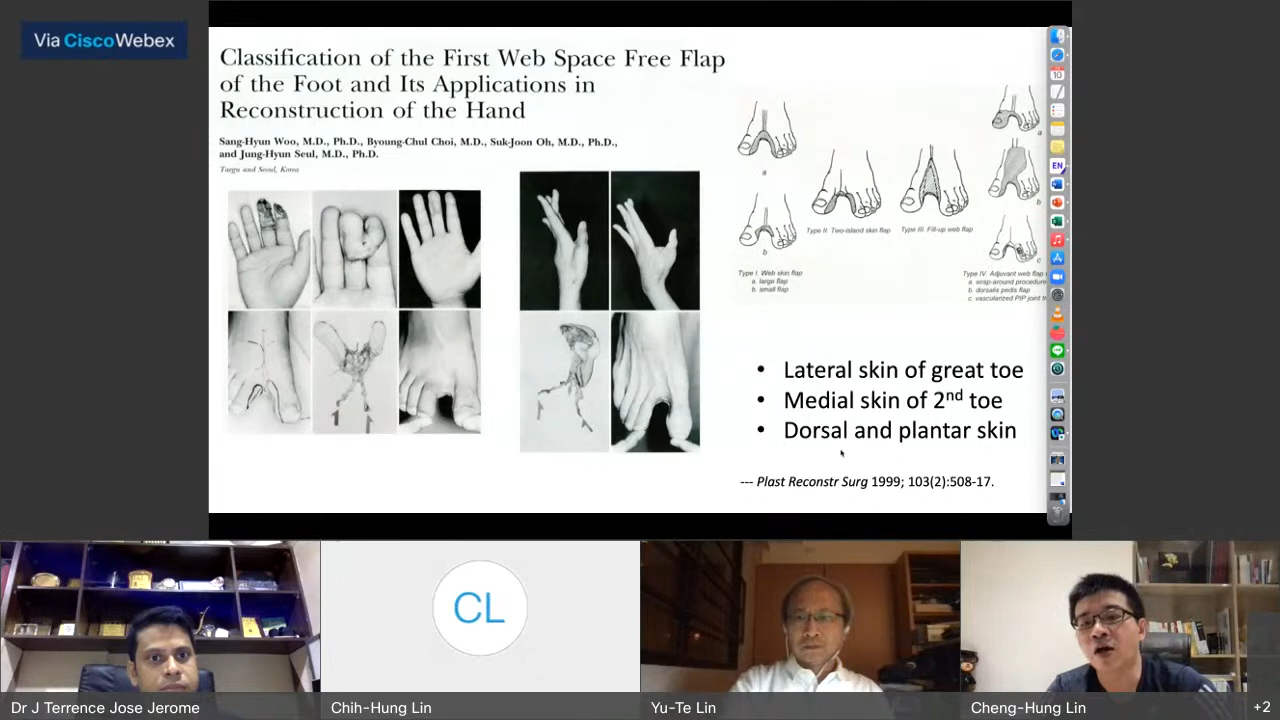 Via CiscoWebex
Classification of the First Web Space Free Flap
of the Foot and Its Applications in
Reconstruction of the Hand
Sang-Hyun Woo, M.D., Ph.D., Byoung-Chul Choi, M.D., Suk-Joon Oh, M.D., Ph.D.,
and Jung-Hyun Seul, M.D., Ph.D.
Taegu and Seoul, Korea
a
b
Type I. Web skin flap
a. large flap
b. small flap
Type II. Two-island skin flap
Type III. Fill-up web flap
a
b
c
Type IV. Adjuvant web flap
a. wrap-around procedure
b. dorsalis pedis flap
c. vascularized PIP joint
• Lateral skin of great toe
• Medial skin of 2nd toe
• Dorsal and plantar skin
--- Plast Reconstr Surg 1999; 103(2):508-17.
10
EN
CL
Dr J Terrence Jose Jerome
Chih-Hung Lin
Yu-Te Lin
Cheng-Hung Lin
+2